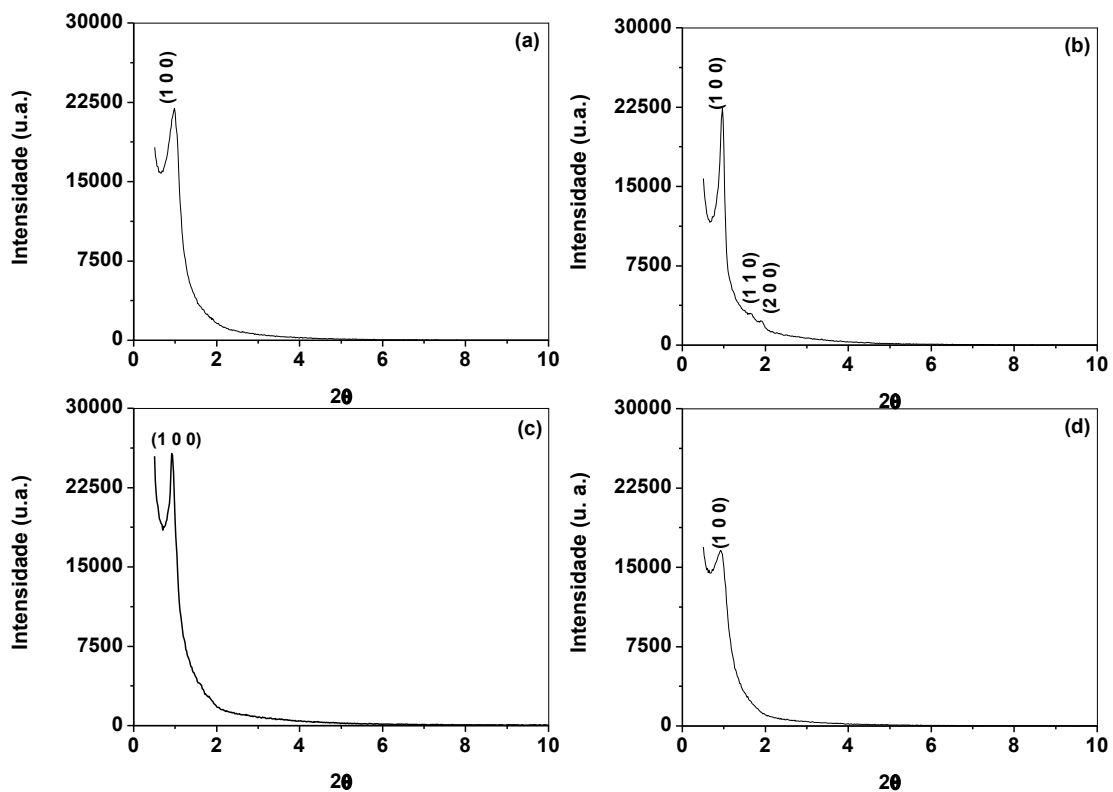 30000
(a)
(1 0 0)
22500
15000
7500
0
Intensidade (u.a.)
0 2 4 6 8 10
2θ
30000
(b)
(1 0 0)
22500
15000
7500
(1 1 0)
(2 0 0)
0
Intensidade (u.a.)
0 2 4 6 8 10
2θ
30000
(c)
(1 0 0)
22500
15000
7500
0
Intensidade (u.a.)
0 2 4 6 8 10
2θ
30000
(d)
22500
(1 0 0)
15000
7500
0
Intensidade (u. a.)
0 2 4 6 8 10
2θ